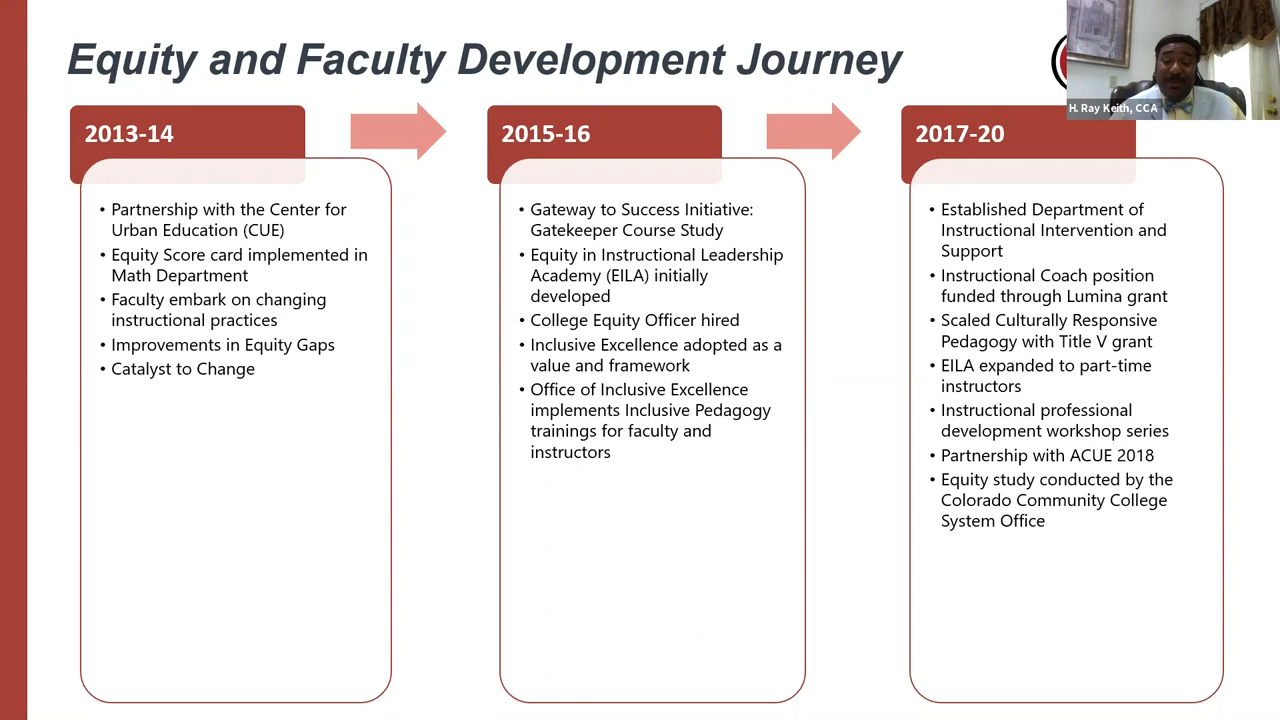 Equity and Faculty Development Journey
H. Ray Keith, CCA
2013-14
• Partnership with the Center for
Urban Education (CUE)
• Equity Score card implemented in
Math Department
• Faculty embark on changing
instructional practices
• Improvements in Equity Gaps
• Catalyst to Change
2015-16
• Gateway to Success Initiative:
Gatekeeper Course Study
• Equity in Instructional Leadership
Academy (EILA) initially
developed
• College Equity Officer hired
• Inclusive Excellence adopted as a
value and framework
• Office of Inclusive Excellence
implements Inclusive Pedagogy
trainings for faculty and
instructors
2017-20
• Established Department of
Instructional Intervention and
Support
• Instructional Coach position
funded through Lumina grant
• Scaled Culturally Responsive
Pedagogy with Title V grant
• EILA expanded to part-time
instructors
• Instructional professional
development workshop series
• Partnership with ACUE 2018
• Equity study conducted by the
Colorado Community College
System Office